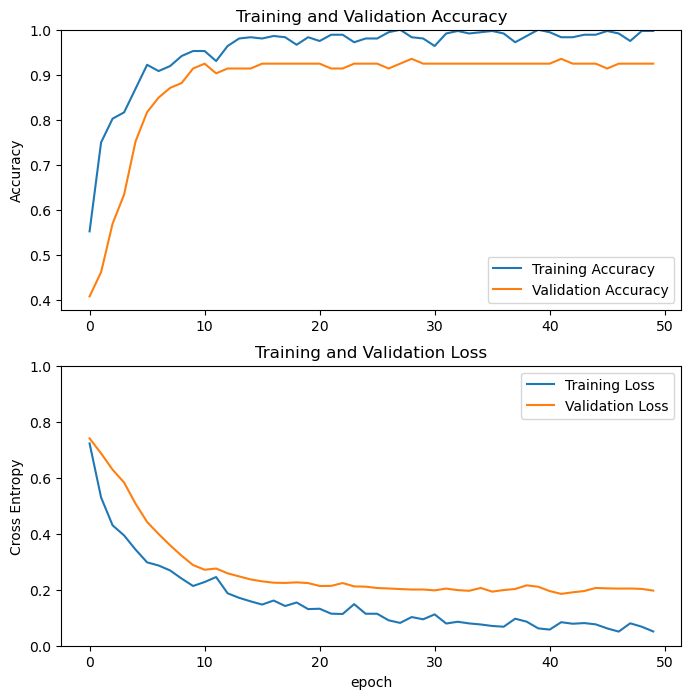 Training and Validation Accuracy
1.0
0.9
0.8
0.7
0.6
0.5
0.4
Accuracy
Training Accuracy
Validation Accuracy
0 10 20 30 40 50
Training and Validation Loss
1.0
0.8
0.6
0.4
0.2
0.0
Cross Entropy
Training Loss
Validation Loss
0 10 20 30 40 50
epoch